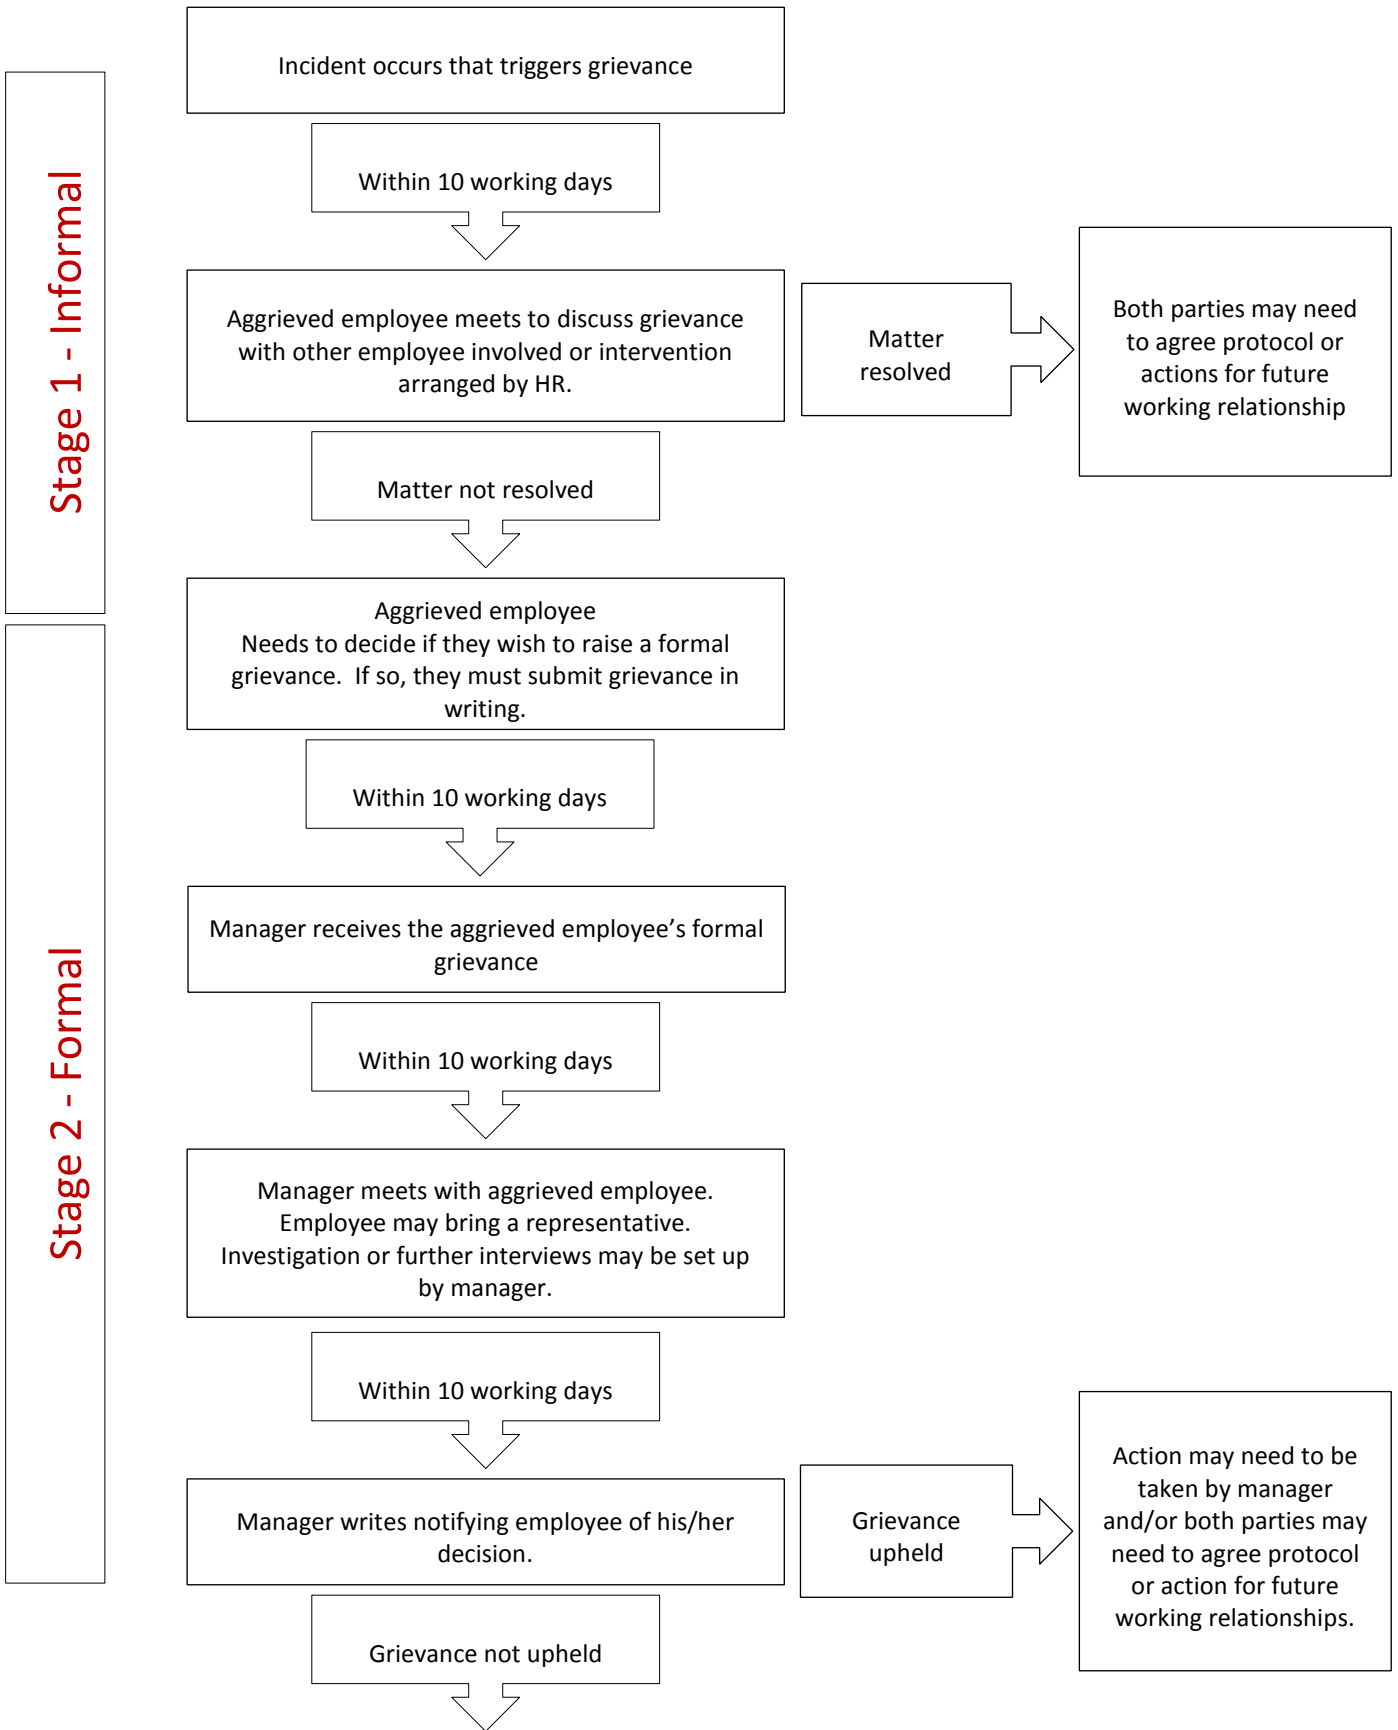 Incident occurs that triggers grievance
Within 10 working days
Stage 1 - Informal
Aggrieved employee meets to discuss grievance
with other employee involved or intervention
arranged by HR.
Matter
resolved
Both parties may need
to agree protocol or
actions for future
working relationship
Matter not resolved
Aggrieved employee
Needs to decide if they wish to raise a formal
grievance.  If so, they must submit grievance in
writing.
Within 10 working days
Stage 2 - Formal
Manager receives the aggrieved employee’s formal
grievance
Within 10 working days
Manager meets with aggrieved employee.
Employee may bring a representative.
Investigation or further interviews may be set up
by manager.
Within 10 working days
Manager writes notifying employee of his/her
decision.
Grievance
upheld
Action may need to be
taken by manager
and/or both parties may
need to agree protocol
or action for future
working relationships.
Grievance not upheld